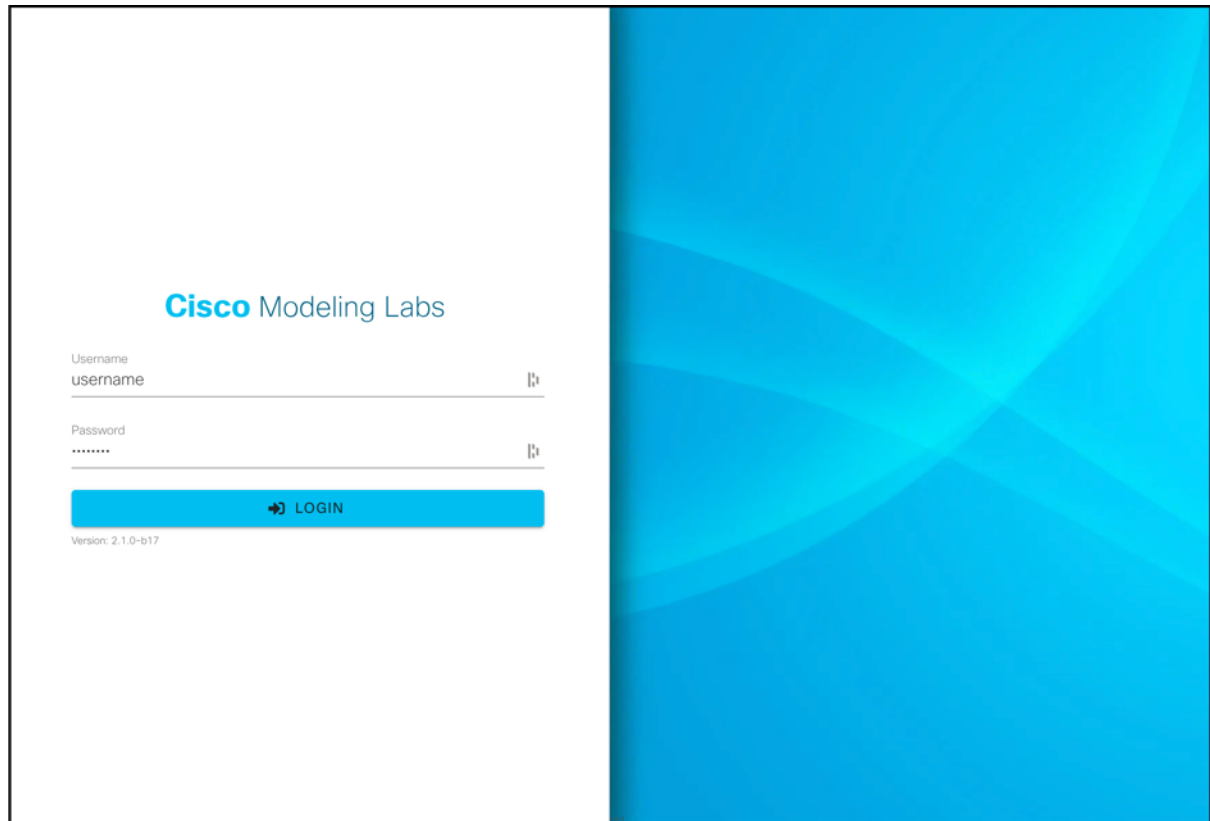 Cisco Modeling Labs
Username
username
Password
••••••••
LOGIN
Version: 2.1.0-b17